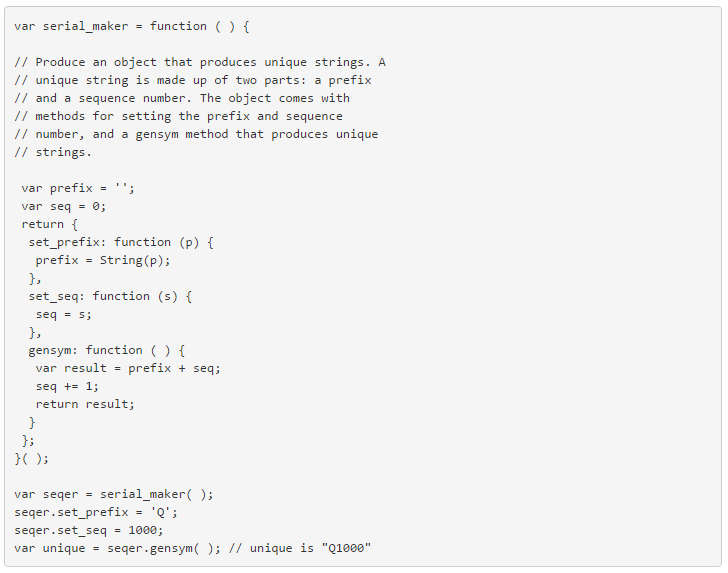 var serial_maker = function ( ) {
// Produce an object that produces unique strings. A
// unique string is made up of two parts: a prefix
// and a sequence number. The object comes with
// methods for setting the prefix and sequence
// number, and a gensym method that produces unique
// strings.
var prefix = '';
var seq = 0;
return {
set_prefix: function (p) {
prefix = String(p);
},
set_seq: function (s) {
seq = s;
},
gensym: function ( ) {
var result = prefix + seq;
seq += 1;
return result;
}
};
}( );
var seqer = serial_maker( );
seqer.set_prefix = 'Q';
seqer.set_seq = 1000;
var unique = seqer.gensym( ); // unique is "Q1000"